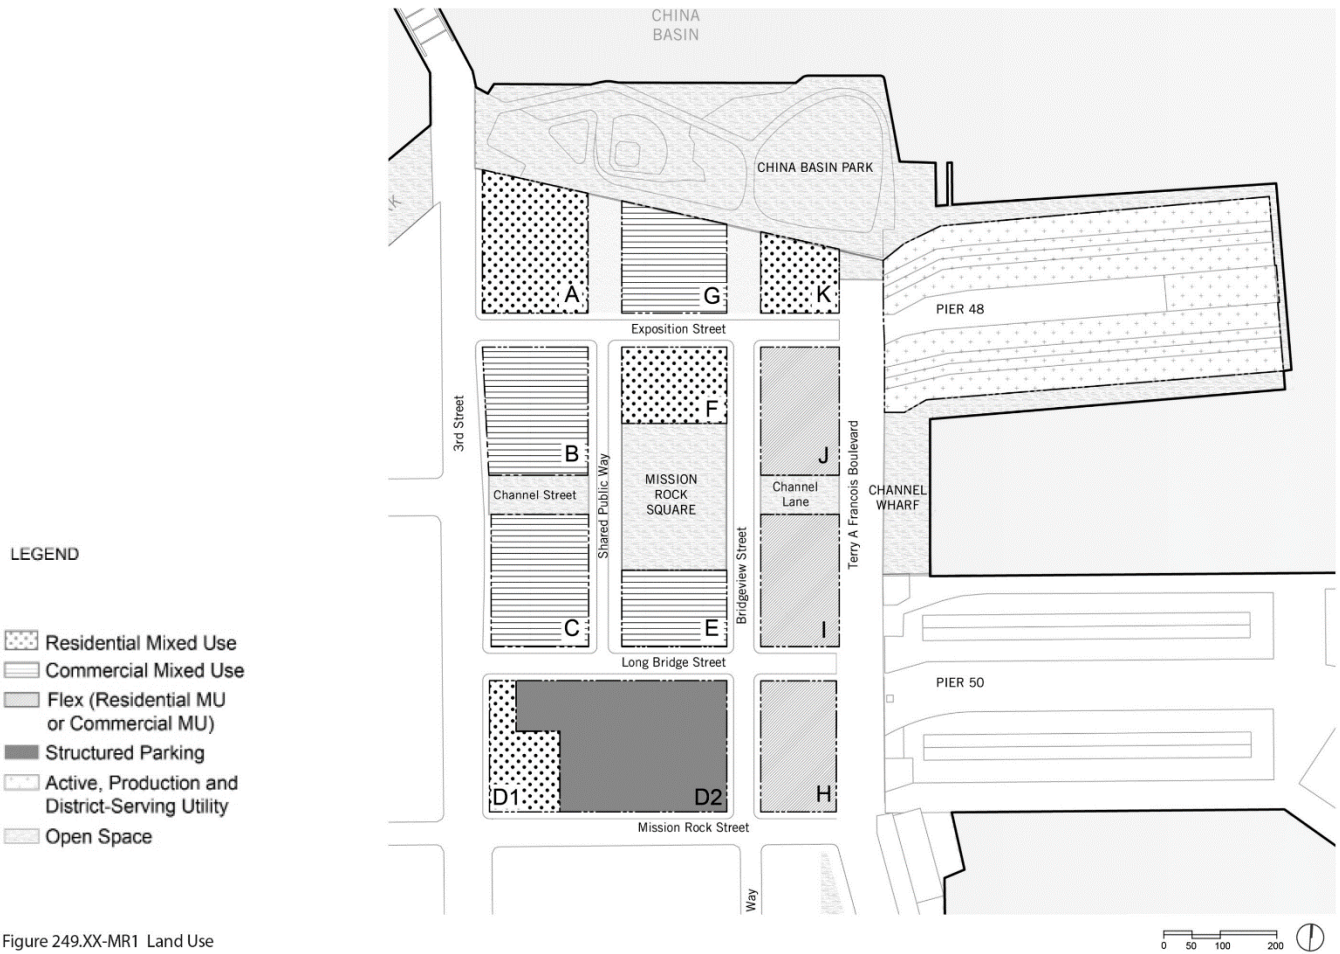 CHINA
BASIN
CHINA BASIN PARK
K
A
G
K
PIER 48
Exposition Street
3rd Street
F
B
J
Channel Street
Shared Public Way
MISSION
ROCK
SQUARE
Channel
Lane
Terry A Francois Boulevard
CHANNEL
WHARF
Bridgeview Street
C
E
I
Long Bridge Street
PIER 50
D1
D2
H
Mission Rock Street
Way
LEGEND
Residential Mixed Use
Commercial Mixed Use
Flex (Residential MU
or Commercial MU)
Structured Parking
Active, Production and
District-Serving Utility
Open Space
Figure 249.XX-MR1 Land Use
0 50 100 200